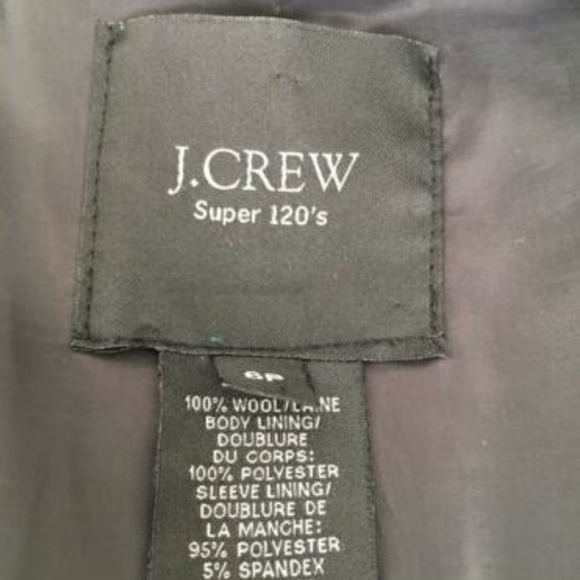 J.CREW
Super 120's
6P
100% WOOL/LAINE
BODY LINING/
DOUBLURE
DU CORPS:
100% POLYESTER
SLEEVE LINING/
DOUBLURE DE
LA MANCHE:
95% POLYESTER
5% SPANDEX